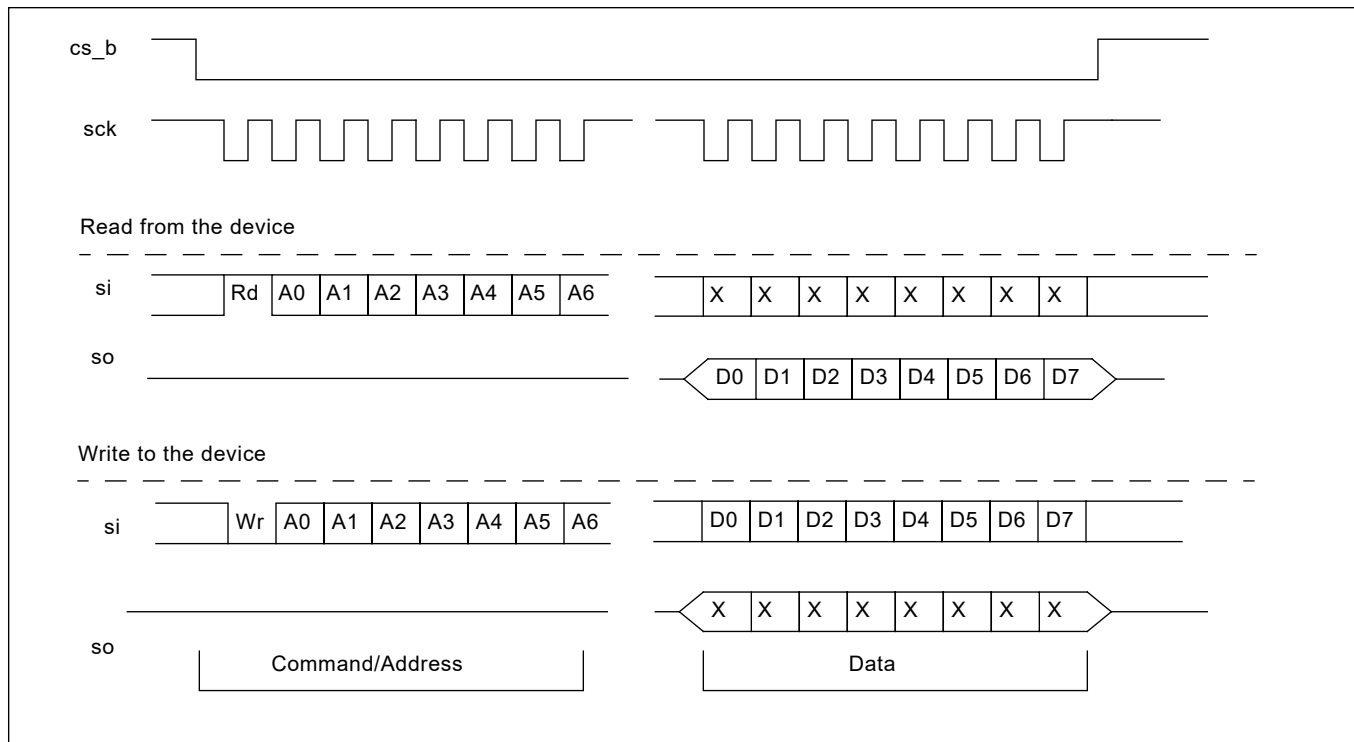 cs_b
sck
Read from the device
si Rd A0 A1 A2 A3 A4 A5 A6 X X X X X X X X
so D0 D1 D2 D3 D4 D5 D6 D7
Write to the device
si Wr A0 A1 A2 A3 A4 A5 A6 D0 D1 D2 D3 D4 D5 D6 D7
so X X X X X X X X
Command/Address Data